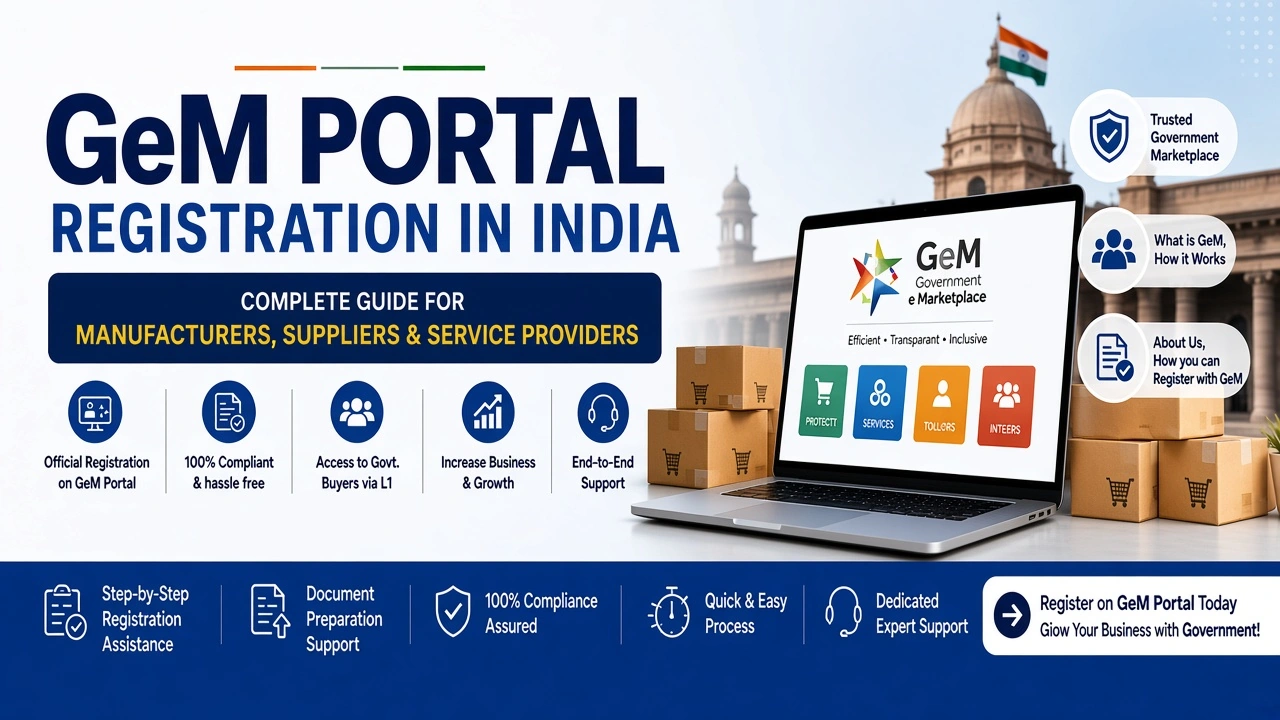 GeM PORTAL
REGISTRATION IN INDIA
COMPLETE GUIDE FOR
MANUFACTURERS, SUPPLIERS & SERVICE PROVIDERS
Official Registration
on GeM Portal
100% Compliant
& hassle free
Access to Govt.
Buyers via L1
Increase Business
& Growth
End-to-End
Support
GeM
Government
e Marketplace
Efficient • Transparant • Inclusive
PROTECTT
SERVICES
TOLLORS
INTEERS
Trusted
Government
Marketplace
What is GeM,
How it Works
About Us,
How you can
Register with GeM
Step-by-Step
Registration
Assistance
Document
Preparation
Support
100% Compliance
Assured
Quick & Easy
Process
Dedicated
Expert Support
Register on GeM Portal Today
Giow Your Business with Government!